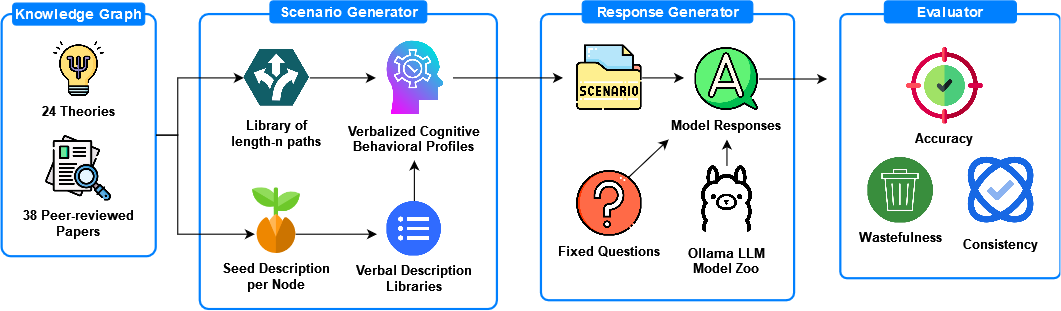 Knowledge Graph
24 Theories
38 Peer-reviewed
Papers
Scenario Generator
Library of
length-n paths
Verbalized Cognitive
Behavioral Profiles
Seed Description
per Node
Verbal Description
Libraries
Response Generator
SCENARIO
A
Model Responses
?
Fixed Questions
Ollama LLM
Model Zoo
Evaluator
Accuracy
Wastefulness
Consistency